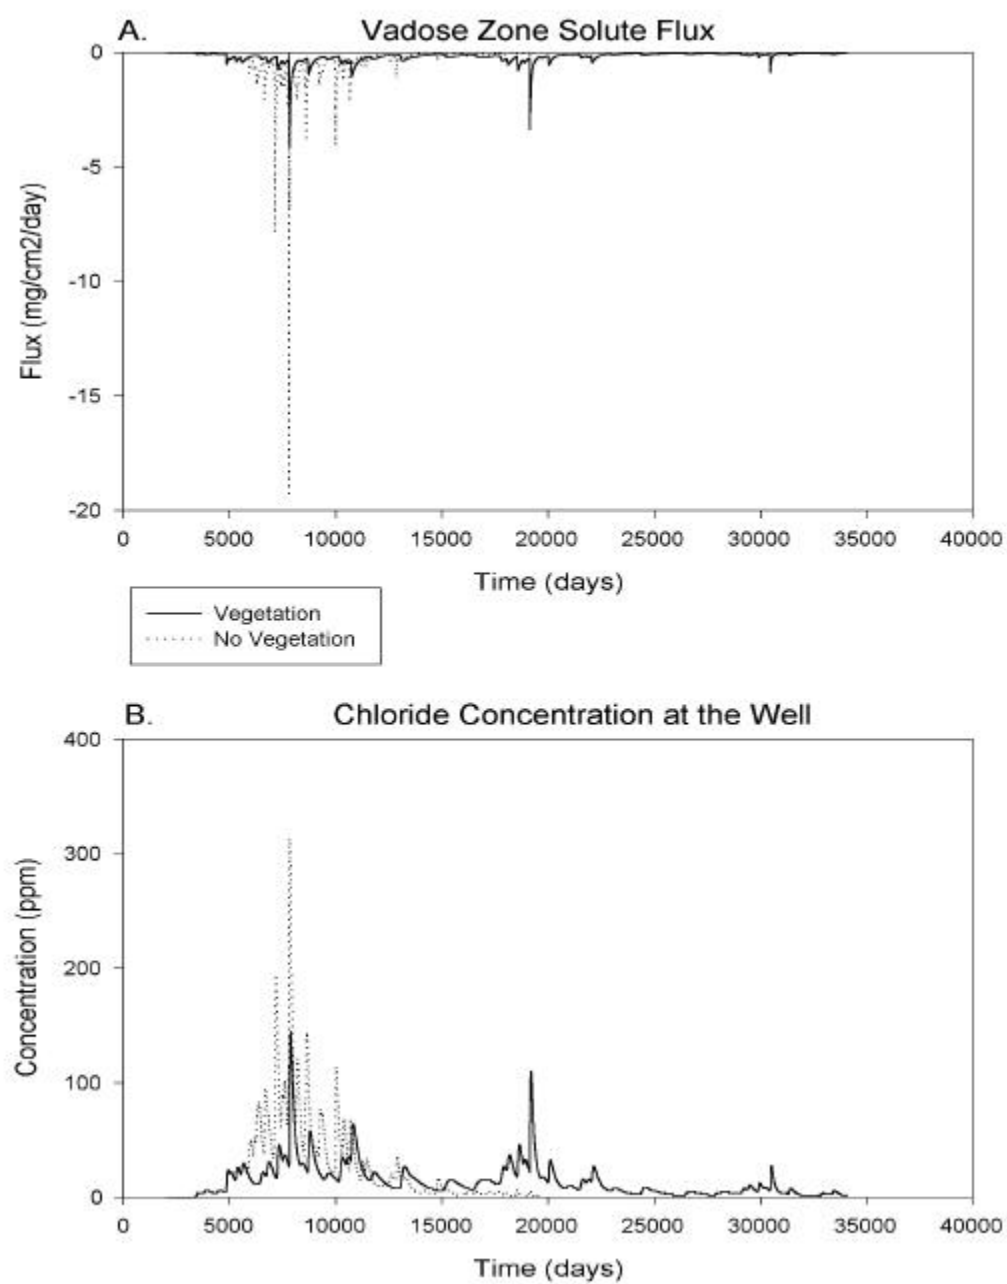 A. Vadose Zone Solute Flux
0
-5
-10
-15
-20
Flux (mg/cm2/day)
0 5000 10000 15000 20000 25000 30000 35000 40000
Time (days)
Vegetation
No Vegetation
B. Chloride Concentration at the Well
400
300
200
100
0
Concentration (ppm)
0 5000 10000 15000 20000 25000 30000 35000 40000
Time (days)